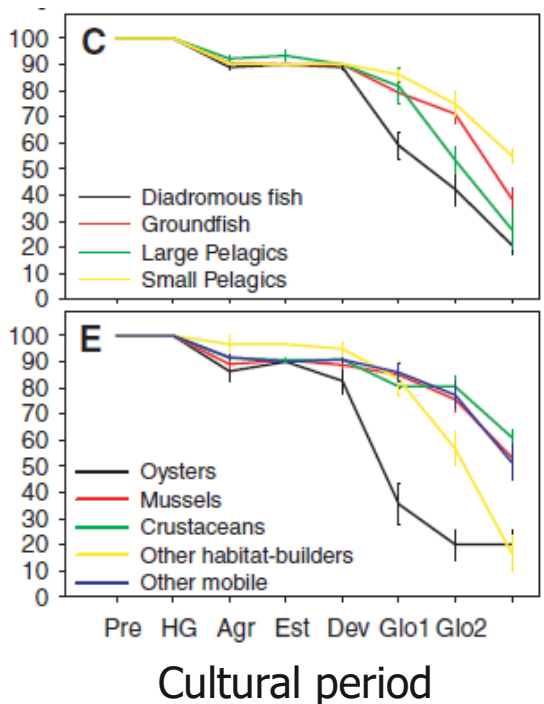 C
100
90
80
70
60
50
40
30
20
10
0
Diadromous fish
Groundfish
Large Pelagics
Small Pelagics
E
100
90
80
70
60
50
40
30
20
10
0
Oysters
Mussels
Crustaceans
Other habitat-builders
Other mobile
Pre HG Agr Est Dev Glo1 Glo2
Cultural period